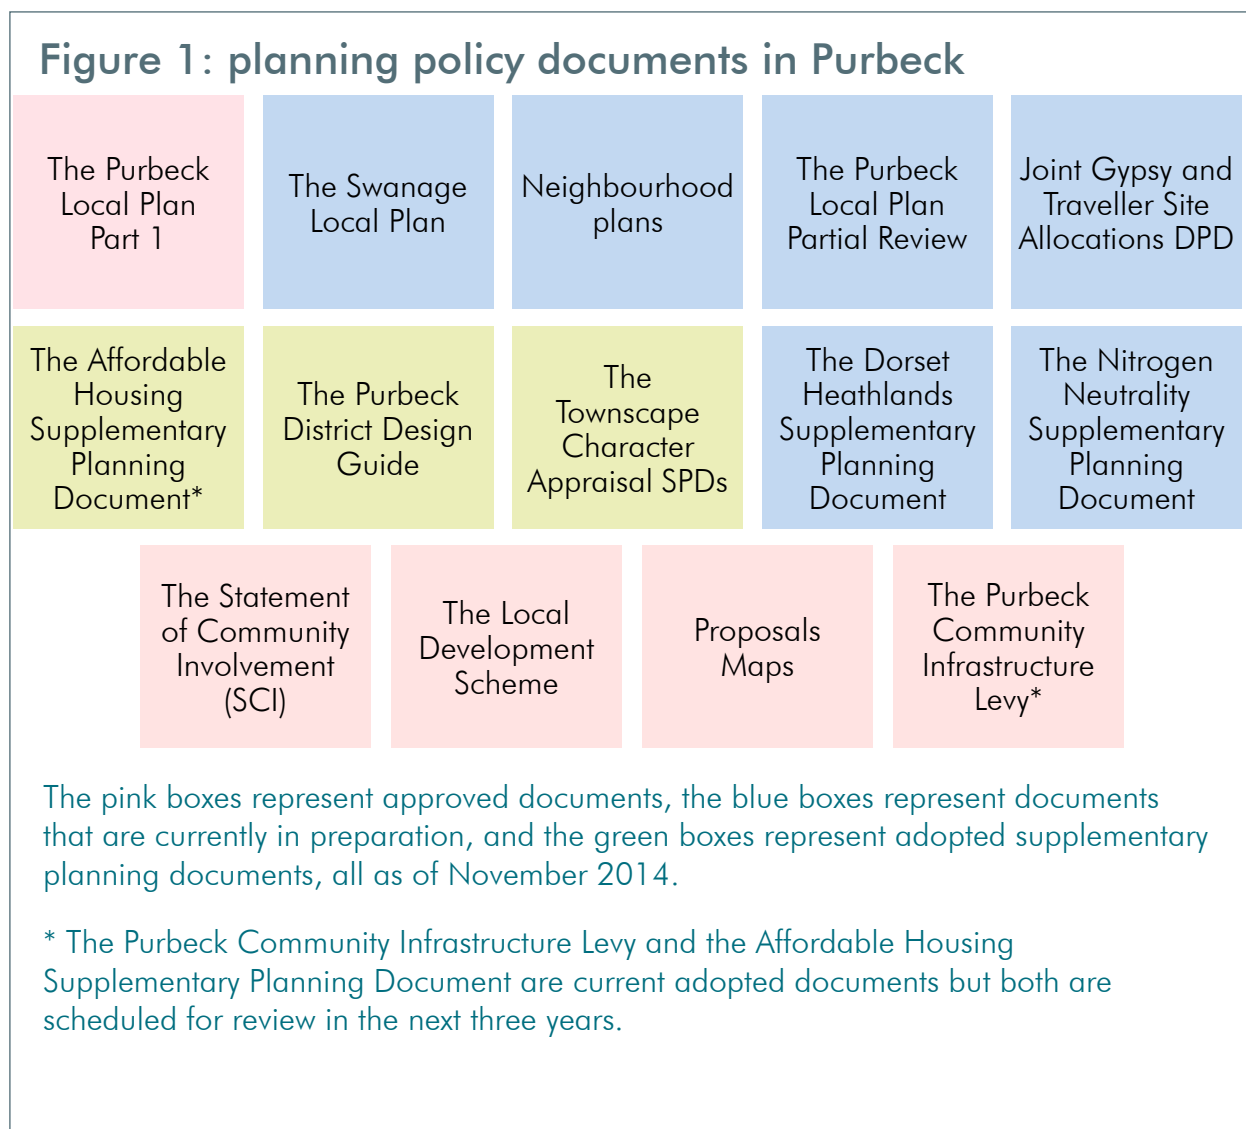 Figure 1: planning policy documents in Purbeck
The Purbeck
Local Plan
Part 1
The Swanage
Local Plan
Neighbourhood
plans
The Purbeck
Local Plan
Partial Review
Joint Gypsy and
Traveller Site
Allocations DPD
The Affordable
Housing
Supplementary
Planning
Document*
The Purbeck
District Design
Guide
The
Townscape
Character
Appraisal SPDs
The Dorset
Heathlands
Supplementary
Planning
Document
The Nitrogen
Neutrality
Supplementary
Planning
Document
The Statement
of Community
Involvement
(SCI)
The Local
Development
Scheme
Proposals
Maps
The Purbeck
Community
Infrastructure
Levy*
The pink boxes represent approved documents, the blue boxes represent documents
that are currently in preparation, and the green boxes represent adopted supplementary
planning documents, all as of November 2014.
* The Purbeck Community Infrastructure Levy and the Affordable Housing
Supplementary Planning Document are current adopted documents but both are
scheduled for review in the next three years.